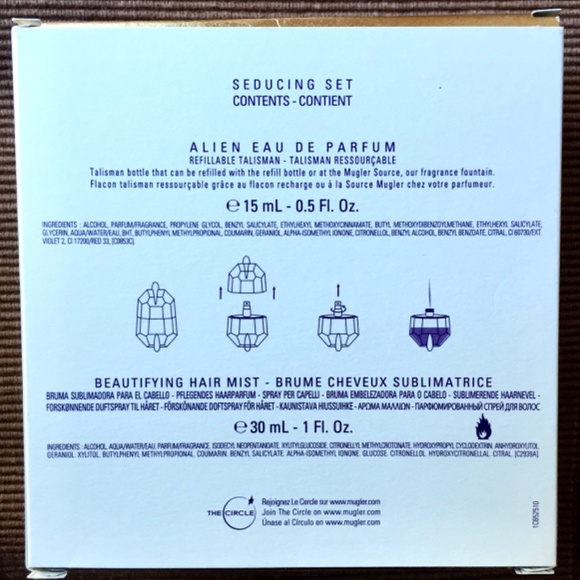 SEDUCING SET
CONTENTS - CONTIENT
ALIEN EAU DE PARFUM
REFILLABLE TALISMAN - TALISMAN RESSOURÇABLE
Talisman bottle that can be refilled with the refill bottle or at the Mugler Source, our fragrance fountain.
Flacon talisman ressourçable grâce au flacon recharge ou à la Source Mugler chez votre parfumeur.
℮ 15 mL - 0.5 Fl. Oz.
INGREDIENTS : ALCOHOL, PARFUM/FRAGRANCE, PROPYLENE GLYCOL, BENZYL SALICYLATE, ETHYLHEXYL METHOXYCINNAMATE, BUTYL METHOXYDIBENZOYLMETHANE, ETHYLHEXYL SALICYLATE,
GLYCERIN, AQUA/WATER/EAU, BHT, BUTYLPHENYL METHYLPROPIONAL, COUMARIN, GERANIOL, ALPHA-ISOMETHYL IONONE, CITRONELLOL, BENZYL ALCOHOL, BENZYL BENZOATE, CITRAL, CI 60730/EXT.
VIOLET 2, CI 17200/RED 33, [C0853C].
BEAUTIFYING HAIR MIST - BRUME CHEVEUX SUBLIMATRICE
BRUMA SUBLIMADORA PARA EL CABELLO - PFLEGENDES HAARPARFUM - SPRAY PER CAPELLI - BRUMA EMBELEZADORA PARA O CABELO - SUBLIMERENDE HAARNEVEL -
FORSKØNNENDE DUFTSPRAY TIL HÅRET - FÖRSKÖNANDE DOFTSPRAY FÖR HÅRET - KAUNISTAVA HIUSSUIHKE - ΑΡΩΜΑ ΜΑΛΛΙΩΝ - ПАРФЮМИРОВАННЫЙ СПРЕЙ ДЛЯ ВОЛОС
℮ 30 mL - 1 Fl. Oz.
INGREDIENTS : ALCOHOL, AQUA/WATER/EAU, PARFUM/FRAGRANCE, ISODECYL NEOPENTANOATE, XYLITYLGLUCOSIDE, CITRONELLYL METHYLCROTONATE, HYDROXYPROPYL CYCLODEXTRIN, ANHYDROXYLITOL,
GERANIOL, XYLITOL, BUTYLPHENYL METHYLPROPIONAL, COUMARIN, BENZYL SALICYLATE, ALPHA-ISOMETHYL IONONE, GLUCOSE, CITRONELLOL, HYDROXYCITRONELLAL, CITRAL, [C2939A].
THE CIRCLE
Rejoignez Le Cercle sur www.mugler.com
Join The Circle on www.mugler.com
Únase al Círculo en www.mugler.com
1C652510